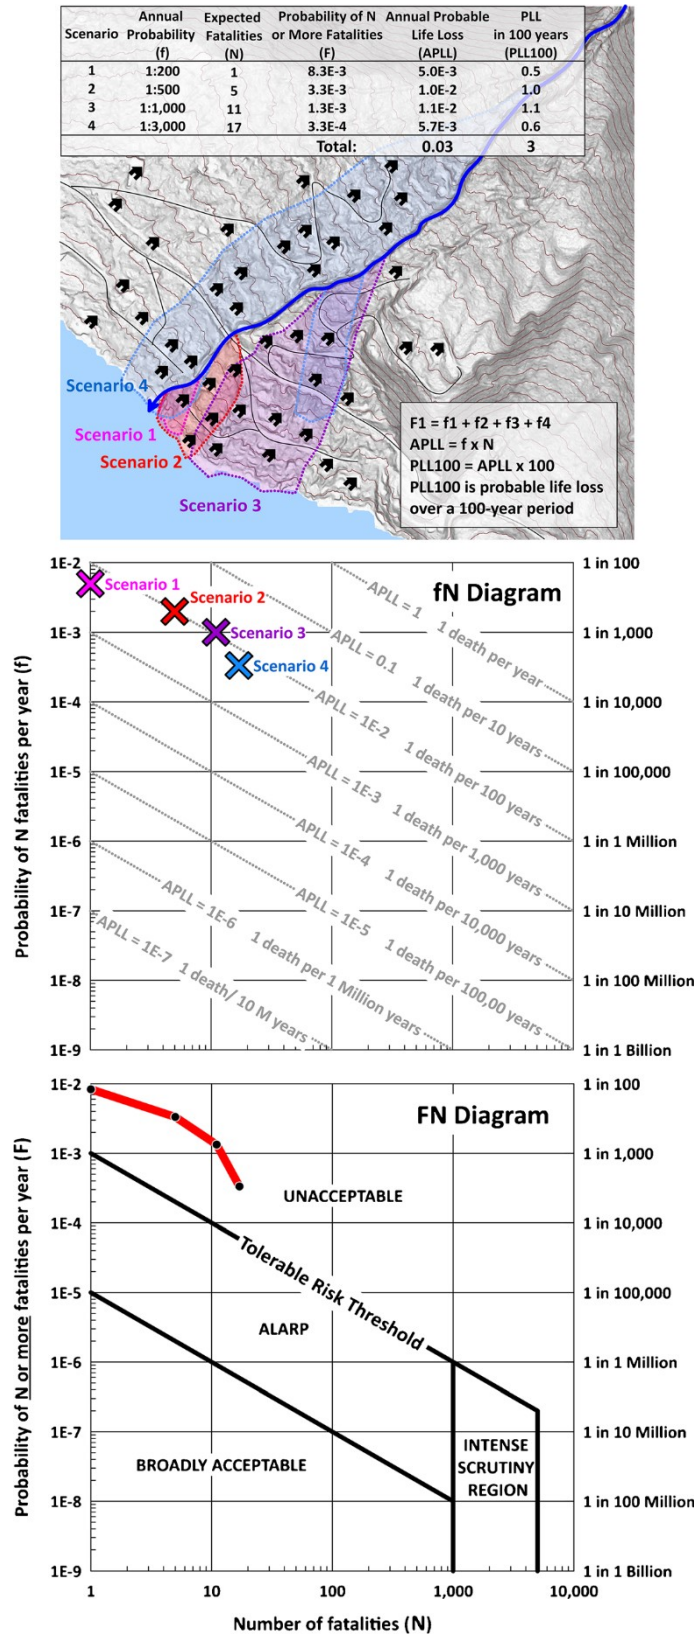 Scenario Annual Probability (f) Expected Fatalities (N) Probability of N or More Fatalities (F) Annual Probable Life Loss (APLL) PLL in 100 years (PLL100)
1 1:200 1 8.3E-3 5.0E-3 0.5
2 1:500 5 3.3E-3 1.0E-2 1.0
3 1:1,000 11 1.3E-3 1.1E-2 1.1
4 1:3,000 17 3.3E-4 5.7E-3 0.6
Total: 0.03 3
Scenario 4
Scenario 1
Scenario 2
Scenario 3
F1 = f1 + f2 + f3 + f4
APLL = f x N
PLL100 = APLL x 100
PLL100 is probable life loss
over a 100-year period
fN Diagram
Probability of N fatalities per year (f)
1E-2
1E-3
1E-4
1E-5
1E-6
1E-7
1E-8
1E-9
1 in 100
1 in 1,000
1 in 10,000
1 in 100,000
1 in 1 Million
1 in 10 Million
1 in 100 Million
1 in 1 Billion
Scenario 1
Scenario 2
Scenario 3
Scenario 4
APLL = 1 1 death per year
APLL = 0.1 1 death per 10 years
APLL = 1E-2 1 death per 100 years
APLL = 1E-3 1 death per 1,000 years
APLL = 1E-4 1 death per 10,000 years
APLL = 1E-5 1 death per 100,00 years
APLL = 1E-6 1 death per 1 Million years
APLL = 1E-7 1 death/ 10 M years
FN Diagram
Probability of N or more fatalities per year (F)
1E-2
1E-3
1E-4
1E-5
1E-6
1E-7
1E-8
1E-9
1 in 100
1 in 1,000
1 in 10,000
1 in 100,000
1 in 1 Million
1 in 10 Million
1 in 100 Million
1 in 1 Billion
UNACCEPTABLE
Tolerable Risk Threshold
ALARP
BROADLY ACCEPTABLE
INTENSE
SCRUTINY
REGION
1 10 100 1,000 10,000
Number of fatalities (N)